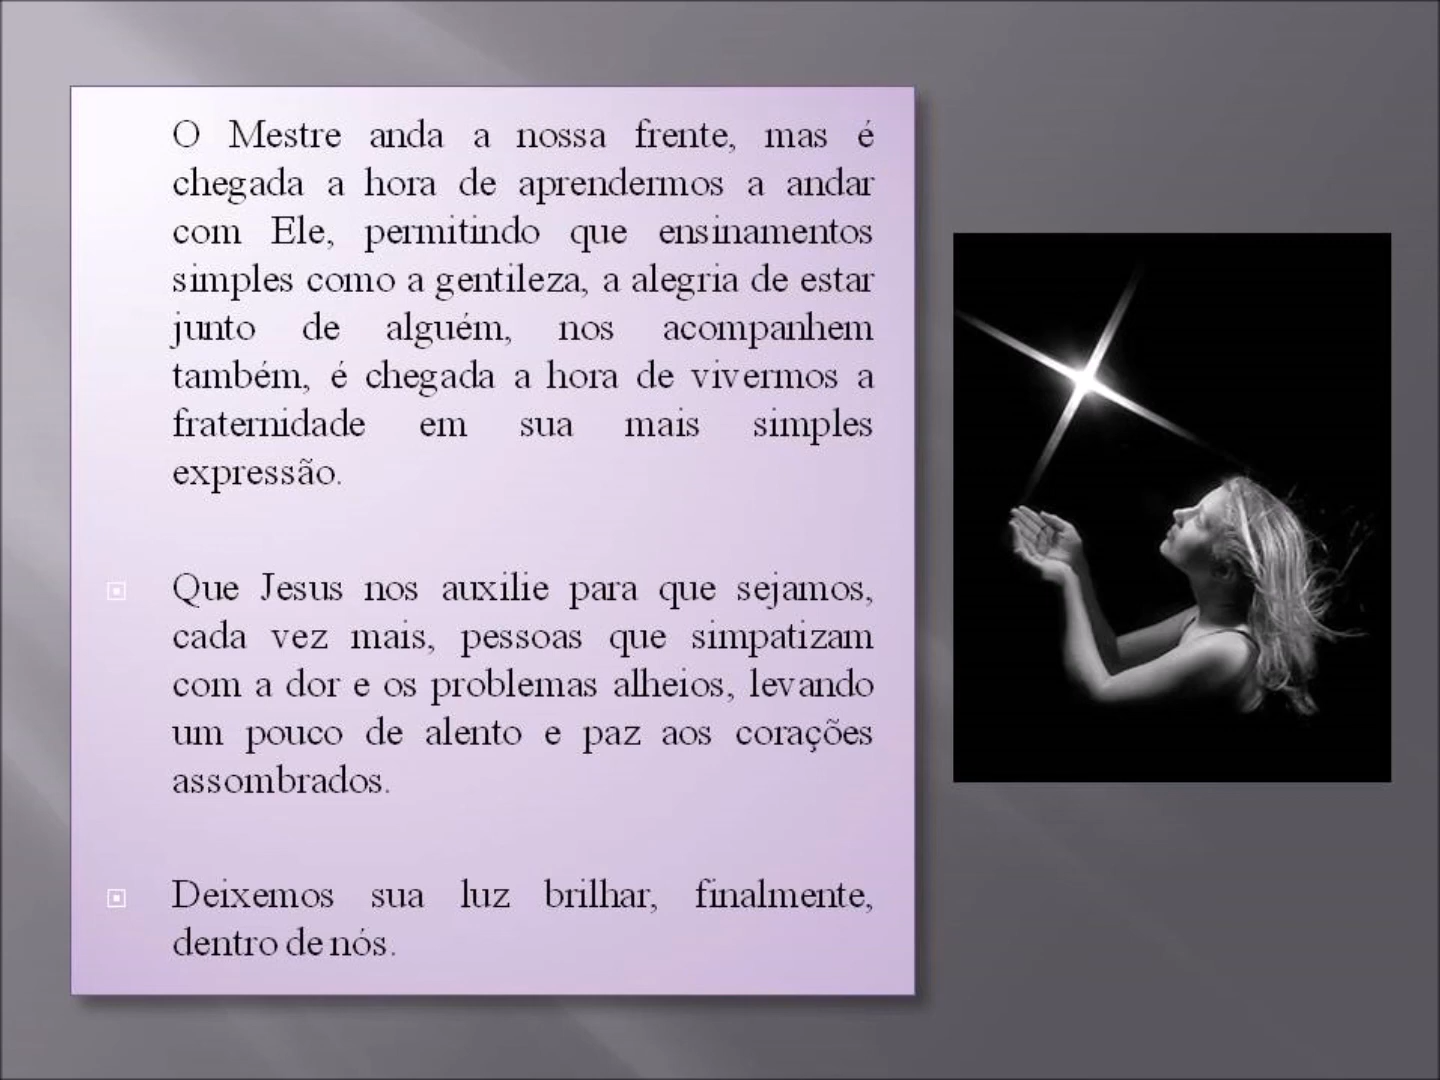 O Mestre anda a nossa frente, mas é
chegada a hora de aprendermos a andar
com Ele, permitindo que ensinamentos
simples como a gentileza, a alegria de estar
junto de alguém, nos acompanhem
também, é chegada a hora de vivermos a
fraternidade em sua mais simples
expressão.
Que Jesus nos auxilie para que sejamos,
cada vez mais, pessoas que simpatizam
com a dor e os problemas alheios, levando
um pouco de alento e paz aos corações
assombrados.
Deixemos sua luz brilhar, finalmente,
dentro de nós.